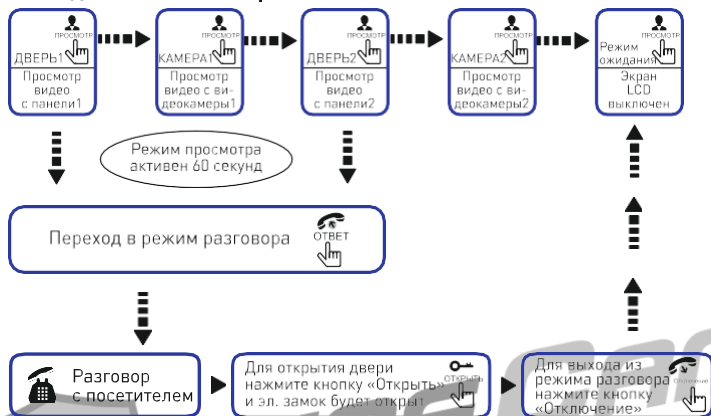 ПРОСМОТР
ДВЕРЬ1
Просмотр
видео
с панели1
ПРОСМОТР
КАМЕРА1
Просмотр
видео с ви-
деокамеры1
ПРОСМОТР
ДВЕРЬ2
Просмотр
видео
с панели2
ПРОСМОТР
КАМЕРА2
Просмотр
видео с ви-
деокамеры2
ПРОСМОТР
Режим
ожидания
Экран
LCD
выключен
Режим просмотра
активен 60 секунд
Переход в режим разговора
ОТВЕТ
Разговор
с посетителем
Для открытия двери
нажмите кнопку «Открыть»
и эл. замок будет открыт
ОТКРЫТЬ
Для выхода из
режима разговора
нажмите кнопку
«Отключение»
Отключение